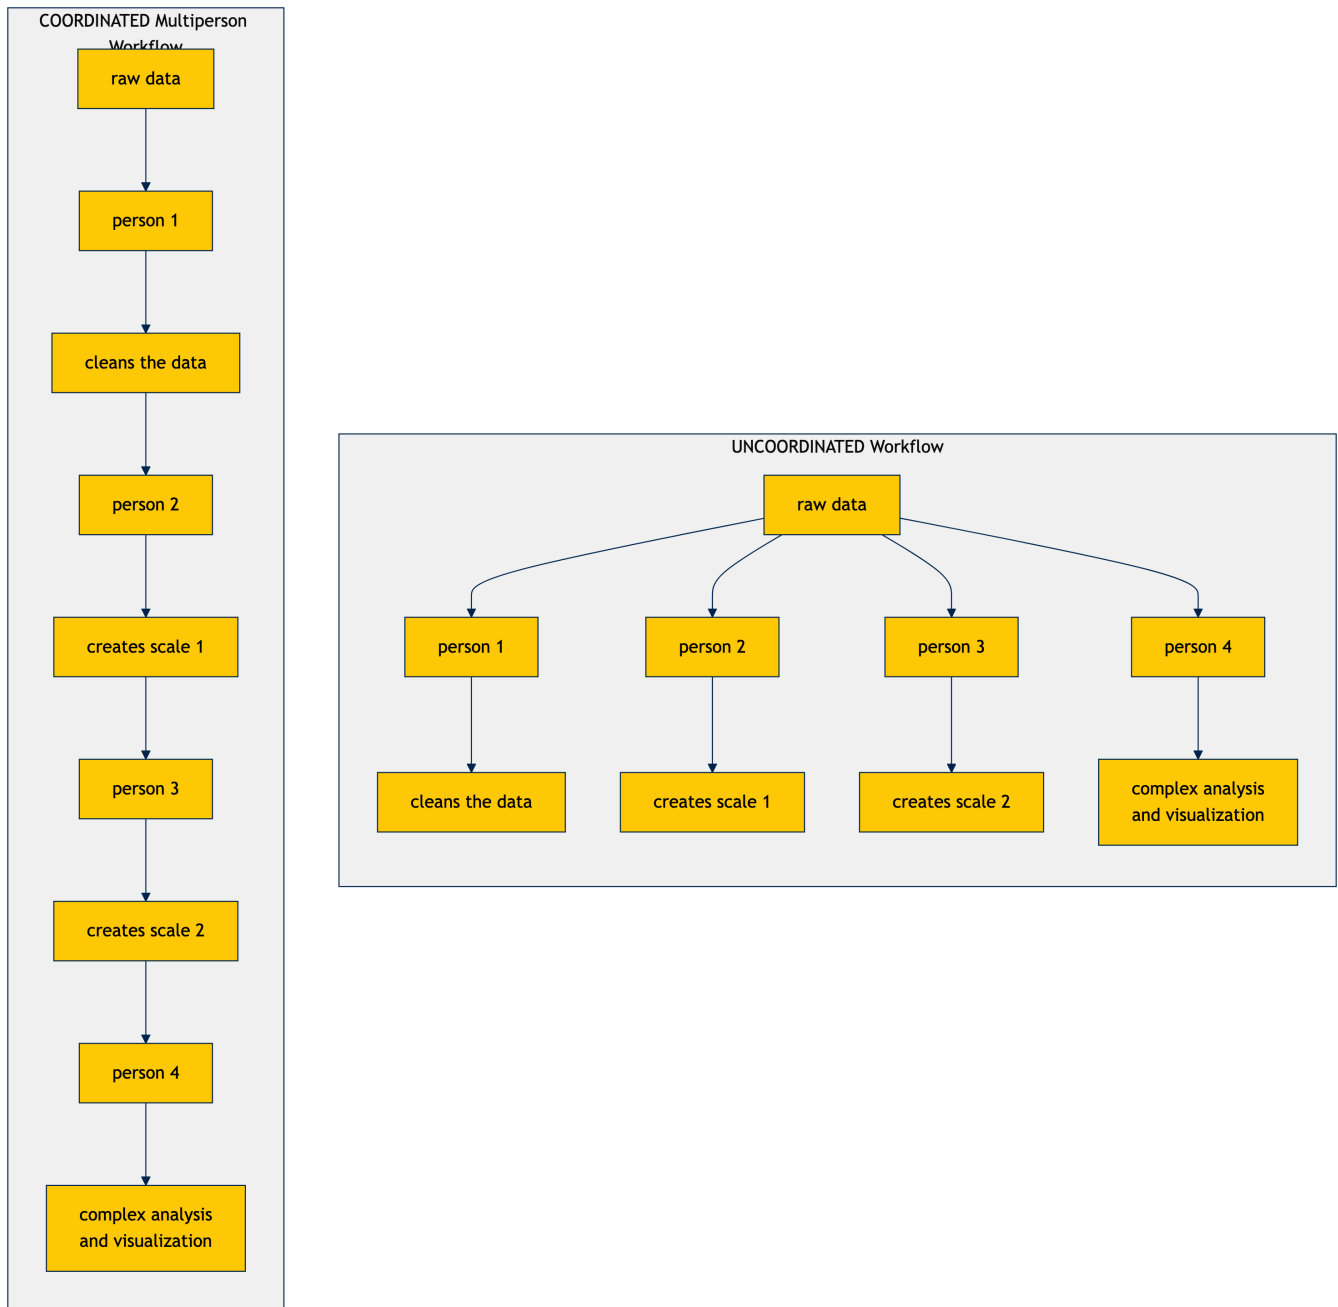 COORDINATED Multiperson
Workflow
raw data
person 1
cleans the data
person 2
creates scale 1
person 3
creates scale 2
person 4
complex analysis
and visualization
UNCOORDINATED Workflow
raw data
person 1
person 2
person 3
person 4
cleans the data
creates scale 1
creates scale 2
complex analysis
and visualization